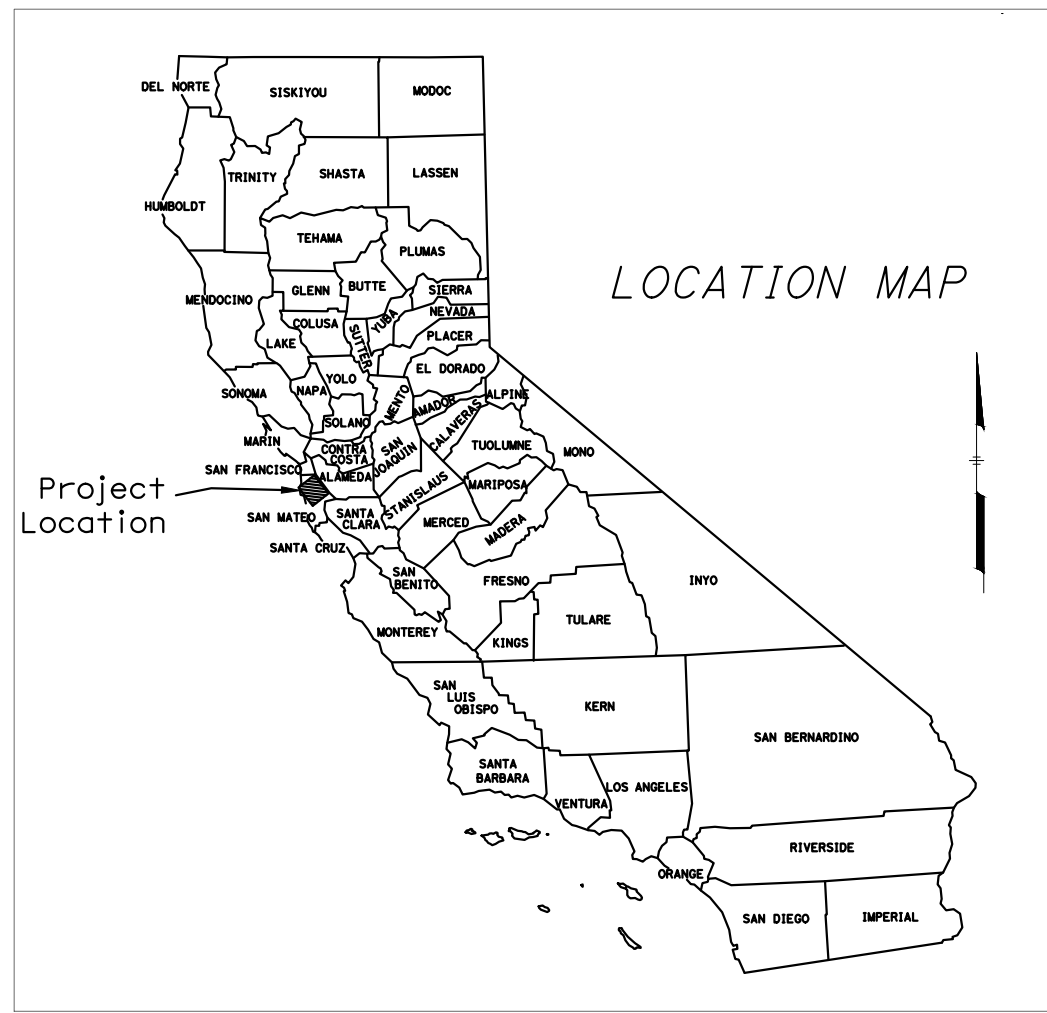 DEL NORTE
SISKIYOU
MODOC
TRINITY
SHASTA
LASSEN
HUMBOLDT
TEHAMA
PLUMAS
LOCATION MAP
MENDOCINO
GLENN
BUTTE
SIERRA
COLUSA
SUTTER
YUBA
NEVADA
LAKE
PLACER
SONOMA
NAPA
YOLO
MENTO
EL DORADO
ALPINE
SOLANO
AMADOR
CALAVERAS
MARIN
CONTRA
COSTA
SAN
JOAQUIN
TUOLUMNE
MONO
SAN FRANCISCO
ALAMEDA
STANISLAUS
MARIPOSA
Project
Location
SAN MATEO
SANTA
CLARA
MERCED
MADERA
SANTA CRUZ
SAN
BENITO
FRESNO
INYO
MONTEREY
KINGS
TULARE
SAN
LUIS
OBISPO
KERN
SAN BERNARDINO
SANTA
BARBARA
VENTURA
LOS ANGELES
ORANGE
RIVERSIDE
SAN DIEGO
IMPERIAL